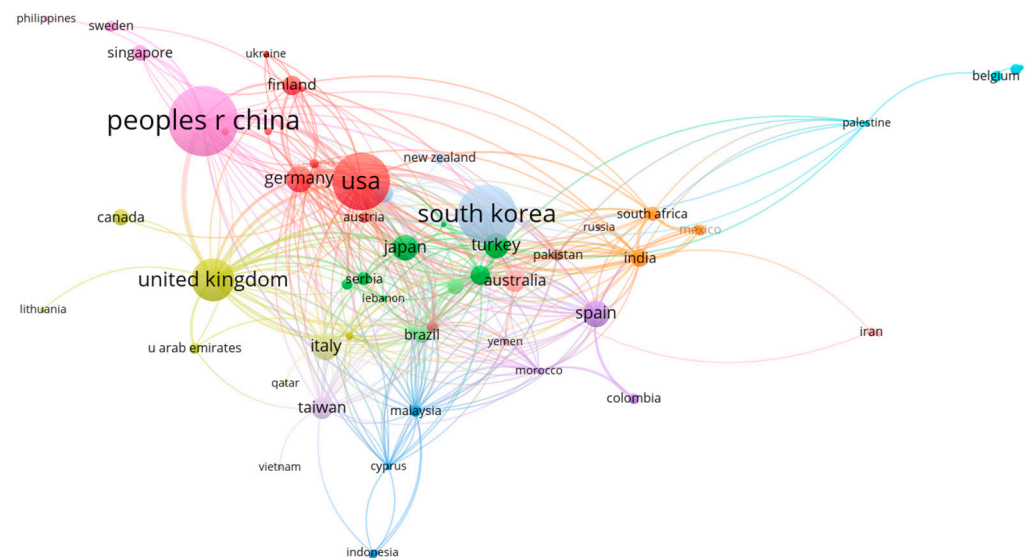 philippines
sweden
singapore
ukraine
finland
belgium
peoples r china
palestine
new zealand
germany
usa
canada
austria
south korea
south africa
russia
mexico
japan
turkey
pakistan
india
united kingdom
serbia
australia
lebanon
lithuania
spain
iran
u arab emirates
italy
brazil
yemen
morocco
qatar
colombia
taiwan
malaysia
vietnam
cyprus
indonesia